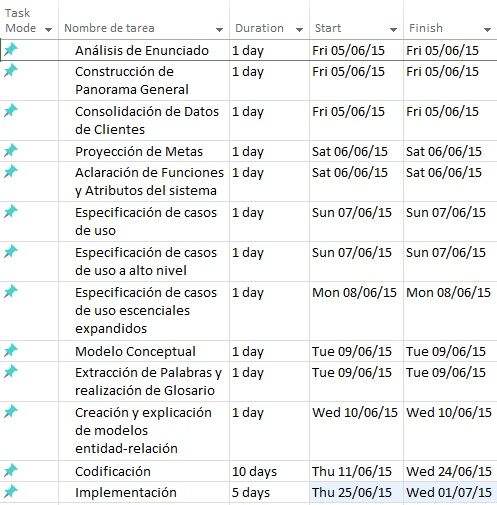 Task Mode Nombre de tarea Duration Start Finish
Análisis de Enunciado 1 day Fri 05/06/15 Fri 05/06/15
Construcción de Panorama General 1 day Fri 05/06/15 Fri 05/06/15
Consolidación de Datos de Clientes 1 day Fri 05/06/15 Fri 05/06/15
Proyección de Metas 1 day Sat 06/06/15 Sat 06/06/15
Aclaración de Funciones y Atributos del sistema 1 day Sat 06/06/15 Sat 06/06/15
Especificación de casos de uso 1 day Sun 07/06/15 Sun 07/06/15
Especificación de casos de uso a alto nivel 1 day Sun 07/06/15 Sun 07/06/15
Especificación de casos de uso escenciales expandidos 1 day Mon 08/06/15 Mon 08/06/15
Modelo Conceptual 1 day Tue 09/06/15 Tue 09/06/15
Extracción de Palabras y realización de Glosario 1 day Tue 09/06/15 Tue 09/06/15
Creación y explicación de modelos entidad-relación 1 day Wed 10/06/15 Wed 10/06/15
Codificación 10 days Thu 11/06/15 Wed 24/06/15
Implementación 5 days Thu 25/06/15 Wed 01/07/15